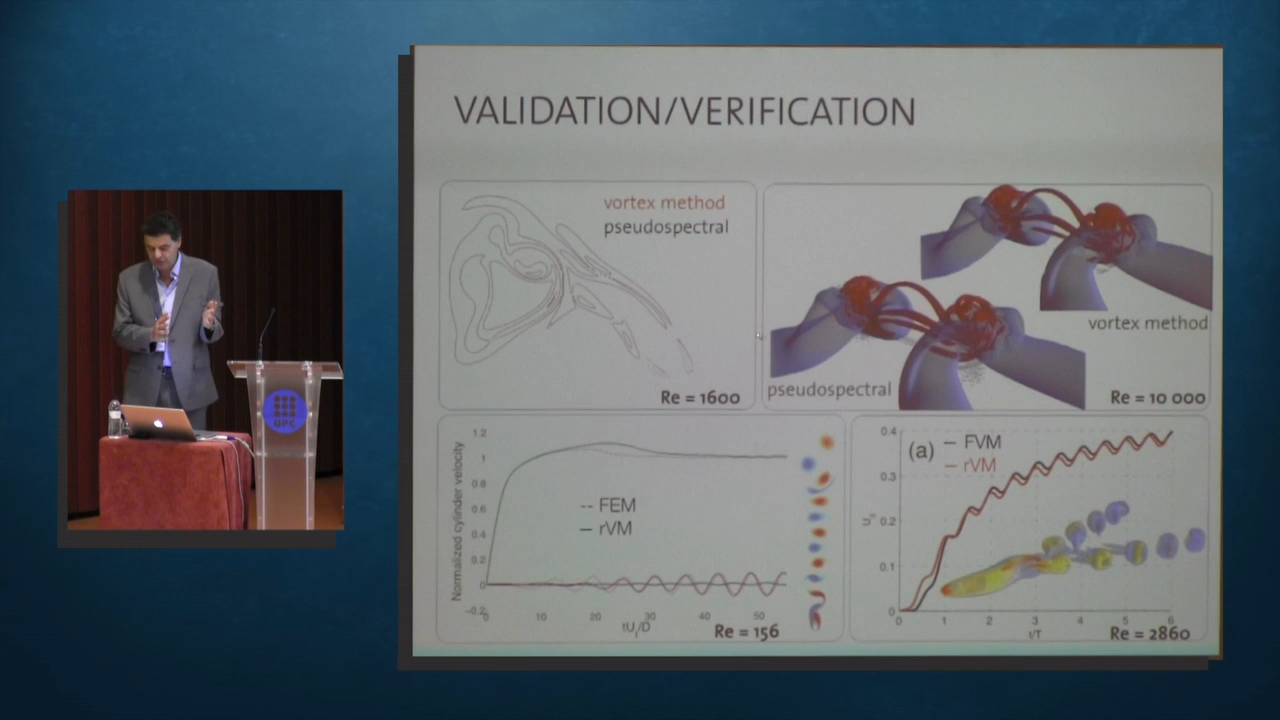 VALIDATION/VERIFICATION
vortex method
pseudospectral
Re = 1600
vortex method
pseudospectral
Re = 10 000
1.2
1
0.8
0.6
0.4
0.2
0
-0.2
Normalized cylinder velocity
-- FEM
— rVM
0 10 20 30 40 50
Re = 156
0.4
0.3
0.2
0.1
0
(a)
— FVM
— rVM
0 1 2 3 4 5 6
t/T
Re = 2860
UPC